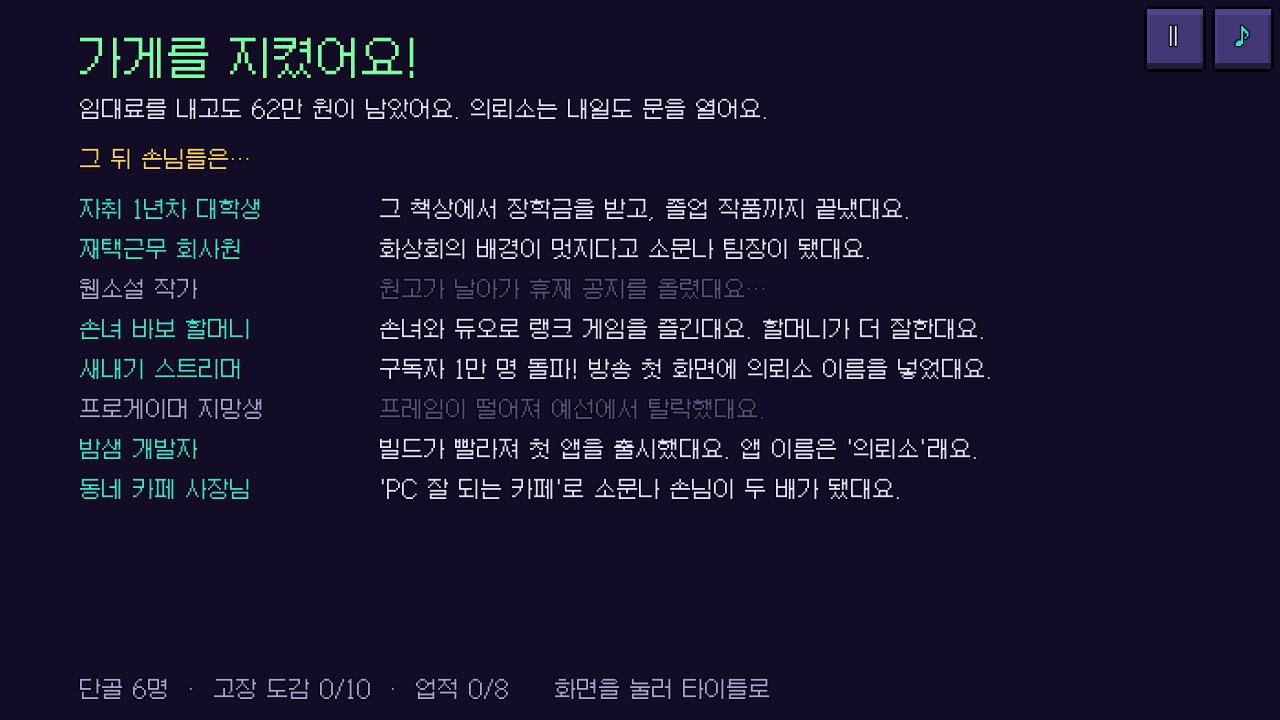 가게를 지켰어요!
임대료를 내고도 62만 원이 남았어요. 의뢰소는 내일도 문을 열어요.
그 뒤 손님들은…
자취 1년차 대학생 그 책상에서 장학금을 받고, 졸업 작품까지 끝냈대요.
재택근무 회사원 화상회의 배경이 멋지다고 소문나 팀장이 됐대요.
웹소설 작가 원고가 날아가 휴재 공지를 올렸대요…
손녀 바보 할머니 손녀와 듀오로 랭크 게임을 즐긴대요. 할머니가 더 잘한대요.
새내기 스트리머 구독자 1만 명 돌파! 방송 첫 화면에 의뢰소 이름을 넣었대요.
프로게이머 지망생 프레임이 떨어져 예선에서 탈락했대요.
밤샘 개발자 빌드가 빨라져 첫 앱을 출시했대요. 앱 이름은 '의뢰소'래요.
동네 카페 사장님 'PC 잘 되는 카페'로 소문나 손님이 두 배가 됐대요.
단골 6명 · 고장 도감 0/10 · 업적 0/8 화면을 눌러 타이틀로